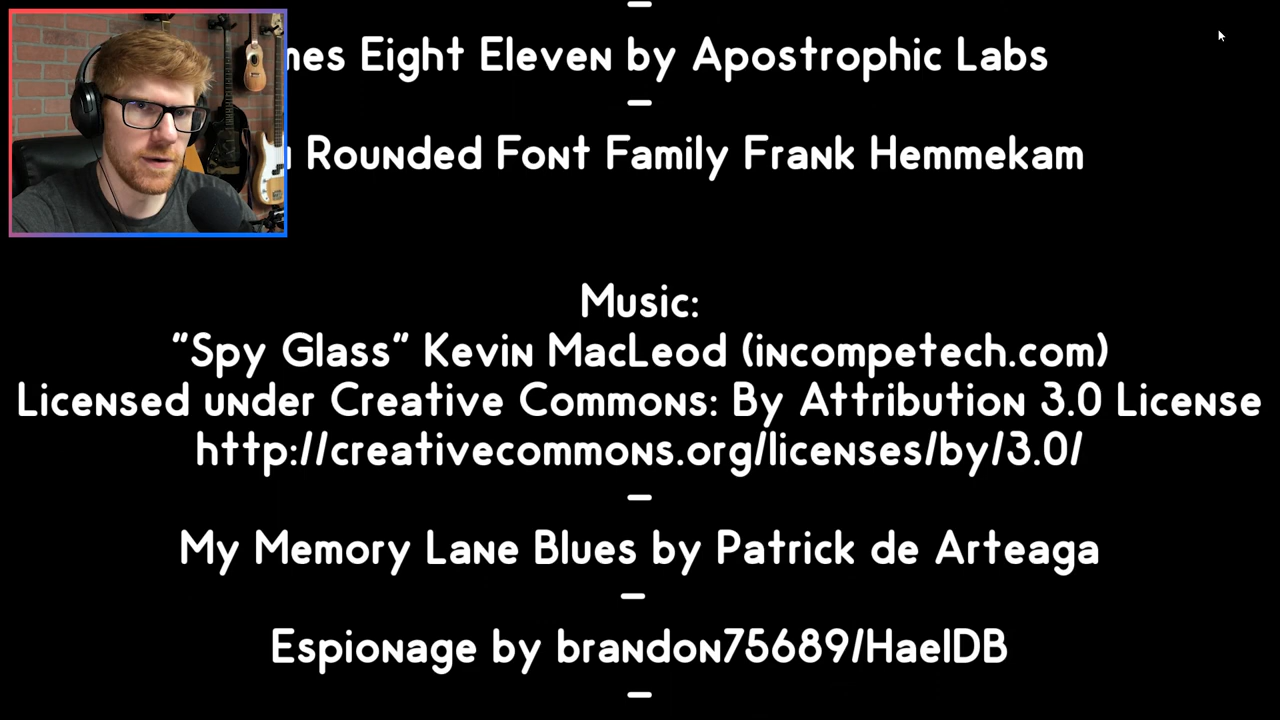 Eight Eleven by Apostrophic Labs
–
Rounded Font Family Frank Hemmekam
Music:
"Spy Glass" Kevin MacLeod (incompetech.com)
Licensed under Creative Commons: By Attribution 3.0 License
http://creativecommons.org/licenses/by/3.0/
–
My Memory Lane Blues by Patrick de Arteaga
–
Espionage by brandon75689/HaelDB
–